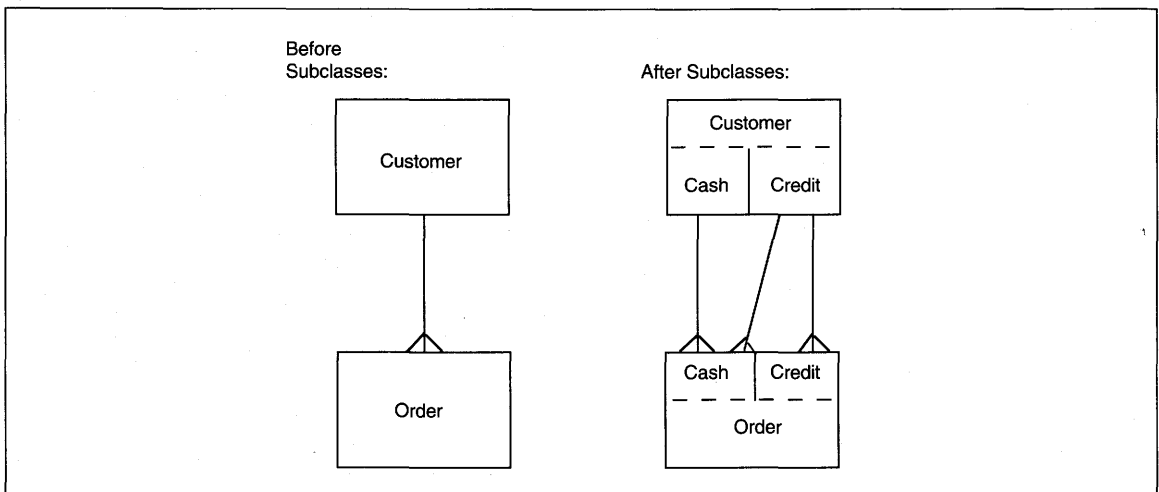 Before
Subclasses:
Customer
Order
After Subclasses:
Customer
Cash Credit
Cash Credit
Order